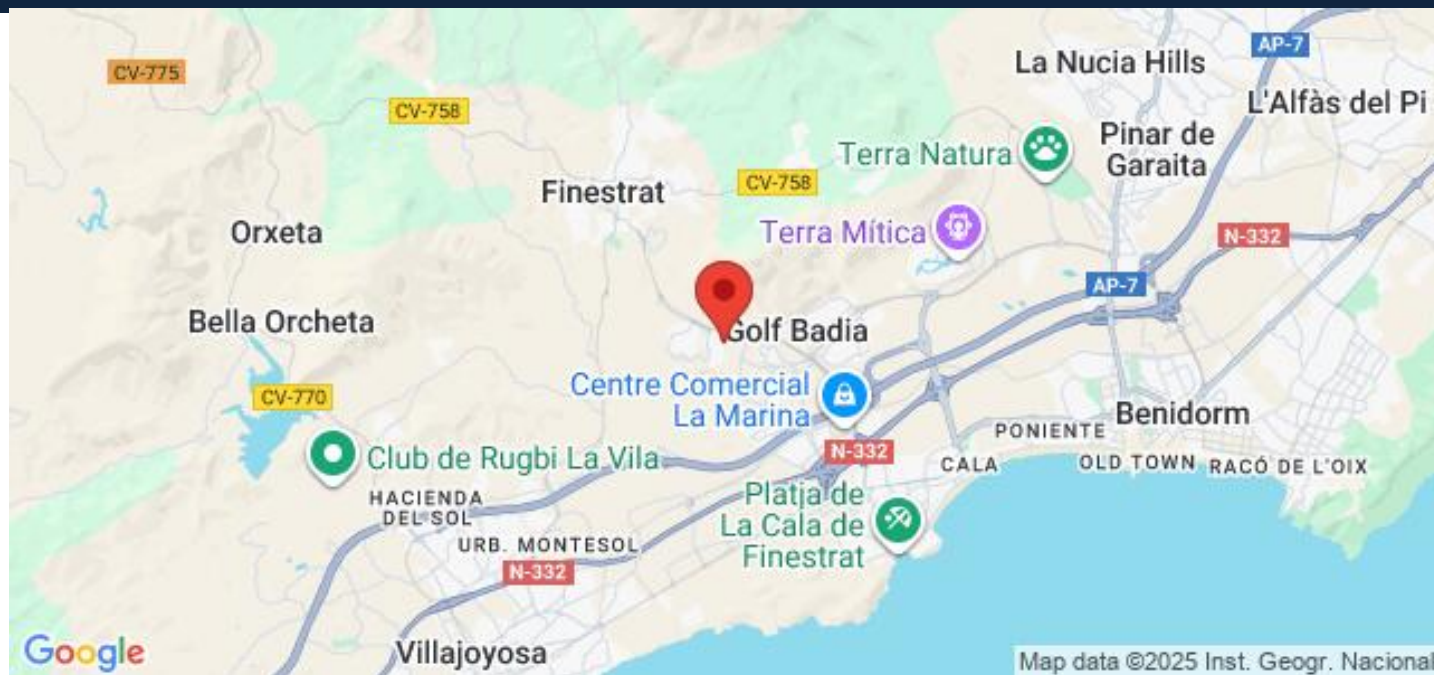 AP-7
La Nucia Hills
CV-775
L'Alfàs del Pi
CV-758
Pinar de
Garaita
Terra Natura
CV-758
Finestrat
Orxeta
Terra Mítica
N-332
AP-7
Bella Orcheta
Golf Badia
Centre Comercial
La Marina
CV-770
Benidorm
PONIENTE
N-332
Club de Rugbi La Vila
CALA
OLD TOWN
RACÓ DE L'OIX
HACIENDA
DEL SOL
Platja de
La Cala de
Finestrat
URB. MONTESOL
N-332
Villajoyosa
Google
Map data ©2025 Inst. Geogr. Nacional